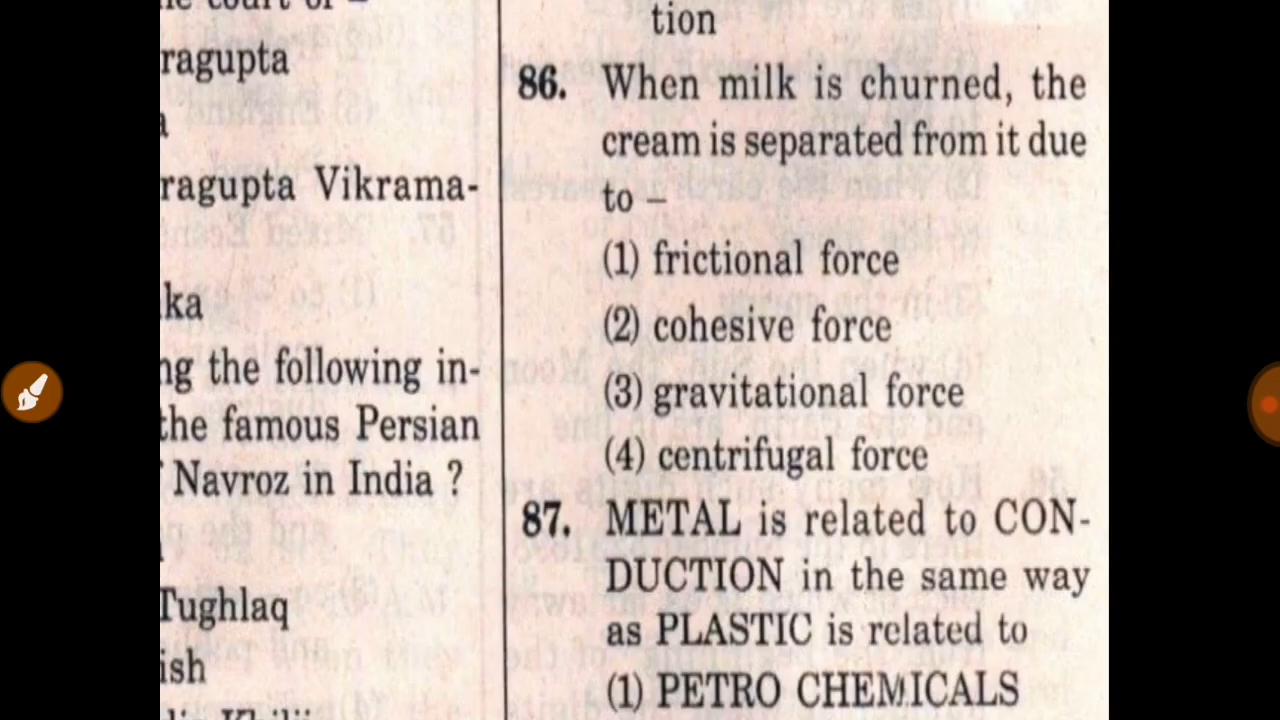 ragupta
ragupta Vikrama-
ka
ng the following in-
the famous Persian
Navroz in India ?
Tughlaq
ish
tion
86. When milk is churned, the
cream is separated from it due
to –
(1) frictional force
(2) cohesive force
(3) gravitational force
(4) centrifugal force
87. METAL is related to CON-
DUCTION in the same way
as PLASTIC is related to
(1) PETRO CHEMICALS